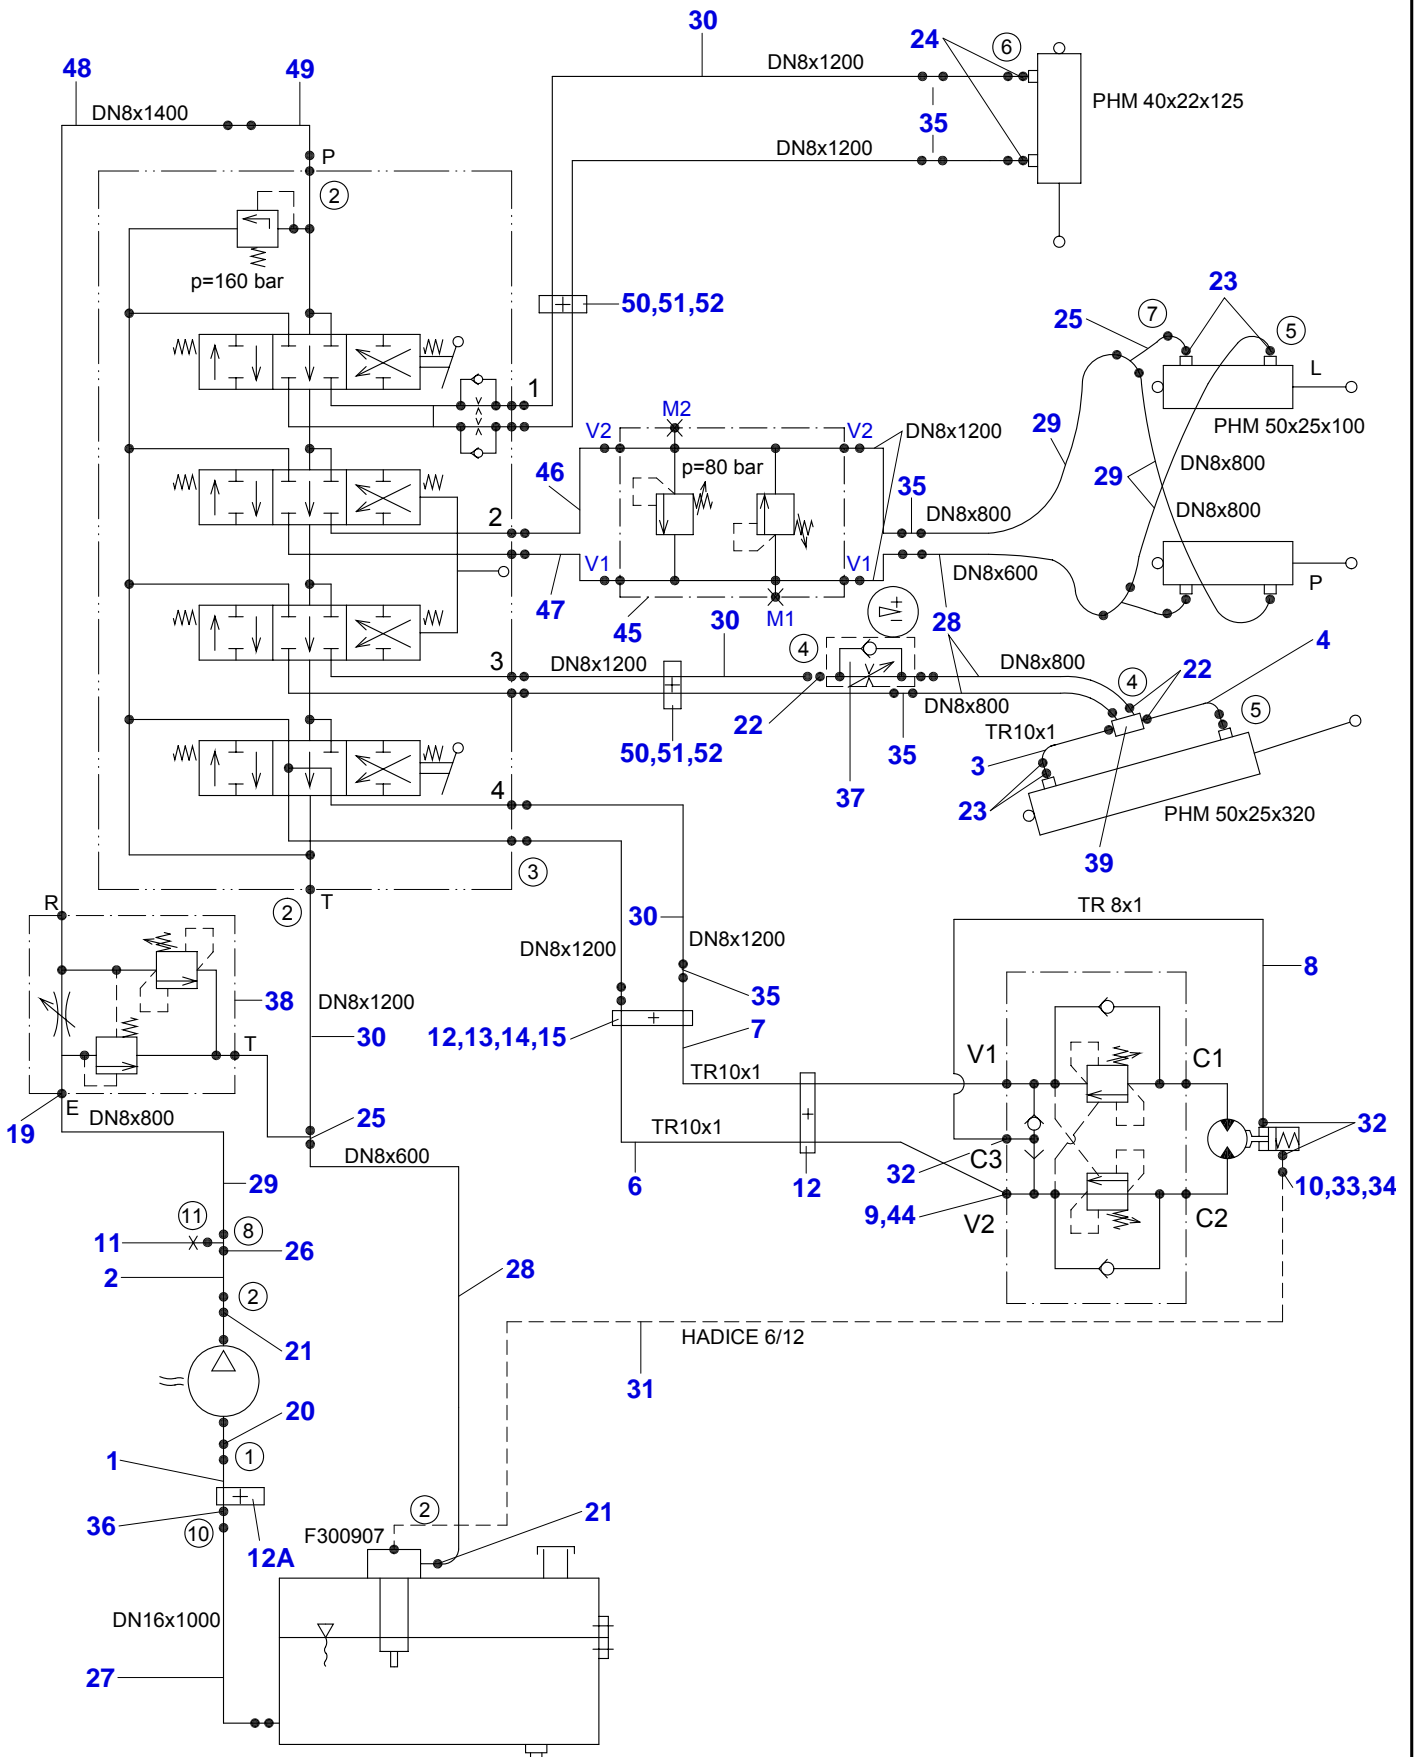 30
24
6
48
49
DN8x1200
DN8x1400
PHM 40x22x125
35
P
DN8x1200
2
p=160 bar
50,51,52
23
25
7
5
L
1
M2
V2
V2
DN8x1200
PHM 50x25x100
29
p=80 bar
DN8x800
46
29
35
2
DN8x800
DN8x800
V1
V1
DN8x600
P
47
45
M1
30
28
4
3
DN8x1200
4
DN8x800
4
22
22
DN8x800
5
50,51,52
35
TR10x1
3
4
37
23
PHM 50x25x320
39
3
R
2
T
30
TR 8x1
DN8x1200
DN8x1200
8
38
DN8x1200
35
12,13,14,15
7
30
T
V1
C1
TR10x1
E
DN8x800
25
19
TR10x1
32
C3
32
DN8x600
6
12
10,33,34
29
9,44
V2
C2
11
8
11
26
2
28
2
HADICE 6/12
21
31
20
1
1
2
21
36
10
F300907
12A
DN16x1000
27